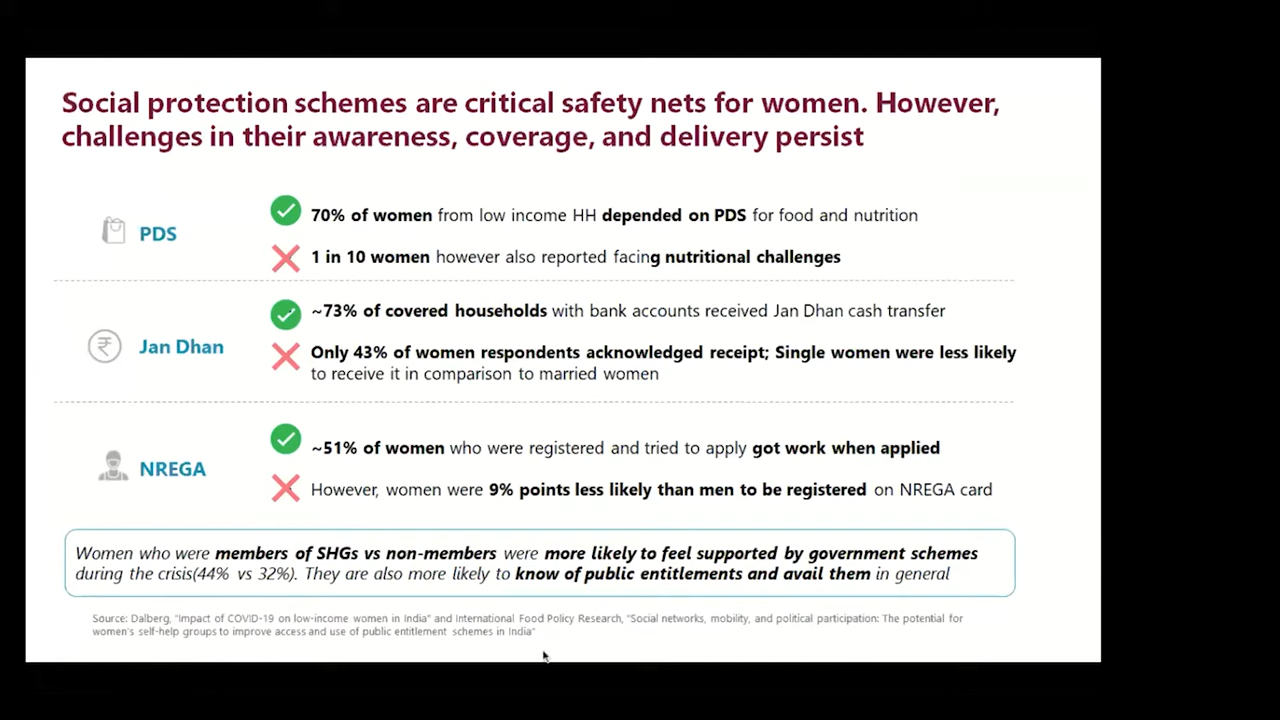 Social protection schemes are critical safety nets for women. However,
challenges in their awareness, coverage, and delivery persist
PDS
70% of women from low income HH depended on PDS for food and nutrition
1 in 10 women however also reported facing nutritional challenges
Jan Dhan
~73% of covered households with bank accounts received Jan Dhan cash transfer
Only 43% of women respondents acknowledged receipt; Single women were less likely
to receive it in comparison to married women
NREGA
~51% of women who were registered and tried to apply got work when applied
However, women were 9% points less likely than men to be registered on NREGA card
Women who were members of SHGs vs non-members were more likely to feel supported by government schemes
during the crisis(44% vs 32%). They are also more likely to know of public entitlements and avail them in general
Source: Dalberg, "Impact of COVID-19 on low-income women in India" and International Food Policy Research, "Social networks, mobility, and political participation: The potential for
women's self-help groups to improve access and use of public entitlement schemes in India"